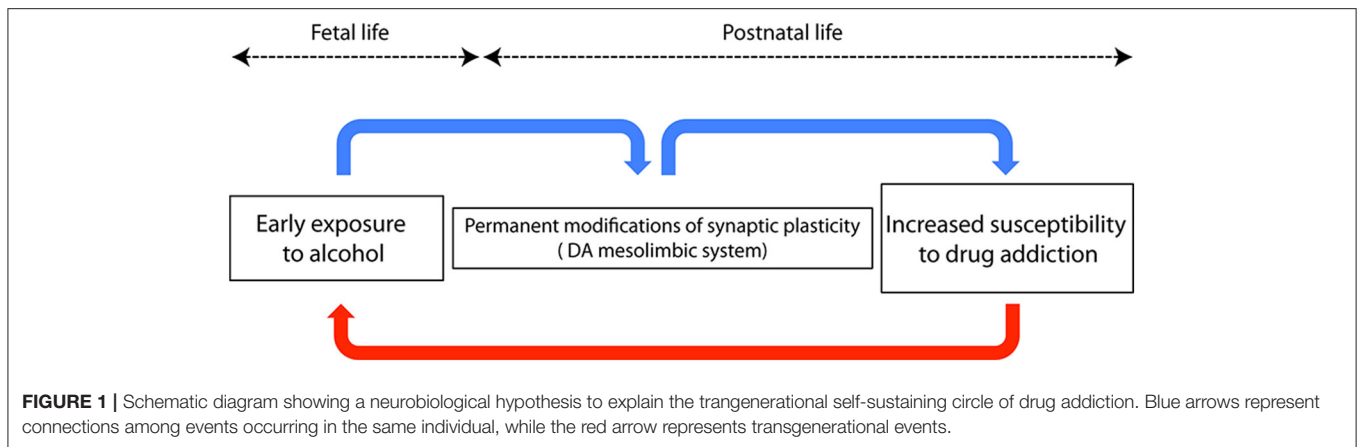 Fetal life
Postnatal life
Early exposure
to alcohol
Permanent modifications of synaptic plasticity
( DA mesolimbic system)
Increased susceptibility
to drug addiction
FIGURE 1 | Schematic diagram showing a neurobiological hypothesis to explain the trangenerational self-sustaining circle of drug addiction. Blue arrows represent
connections among events occurring in the same individual, while the red arrow represents transgenerational events.